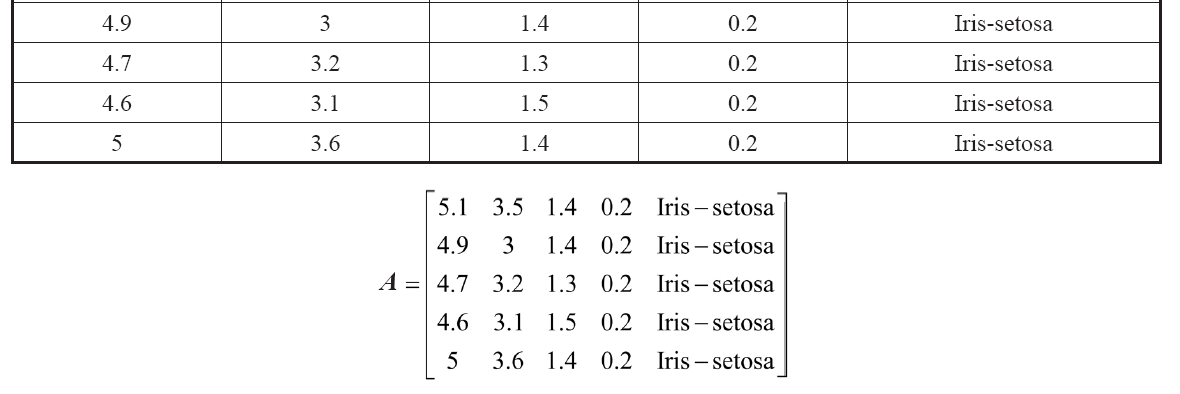 4.9 3 1.4 0.2 Iris-setosa
4.7 3.2 1.3 0.2 Iris-setosa
4.6 3.1 1.5 0.2 Iris-setosa
5 3.6 1.4 0.2 Iris-setosa
5.1 3.5 1.4 0.2 Iris−setosa
4.9 3 1.4 0.2 Iris−setosa
A = 4.7 3.2 1.3 0.2 Iris−setosa
4.6 3.1 1.5 0.2 Iris−setosa
5 3.6 1.4 0.2 Iris−setosa